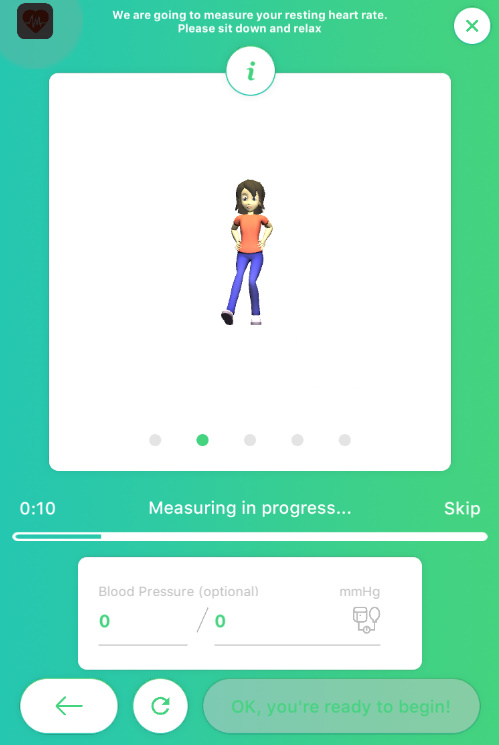 We are going to measure your resting heart rate.
Please sit down and relax
i
0:10
Measuring in progress...
Skip
Blood Pressure (optional)
mmHg
0 / 0
OK, you're ready to begin!